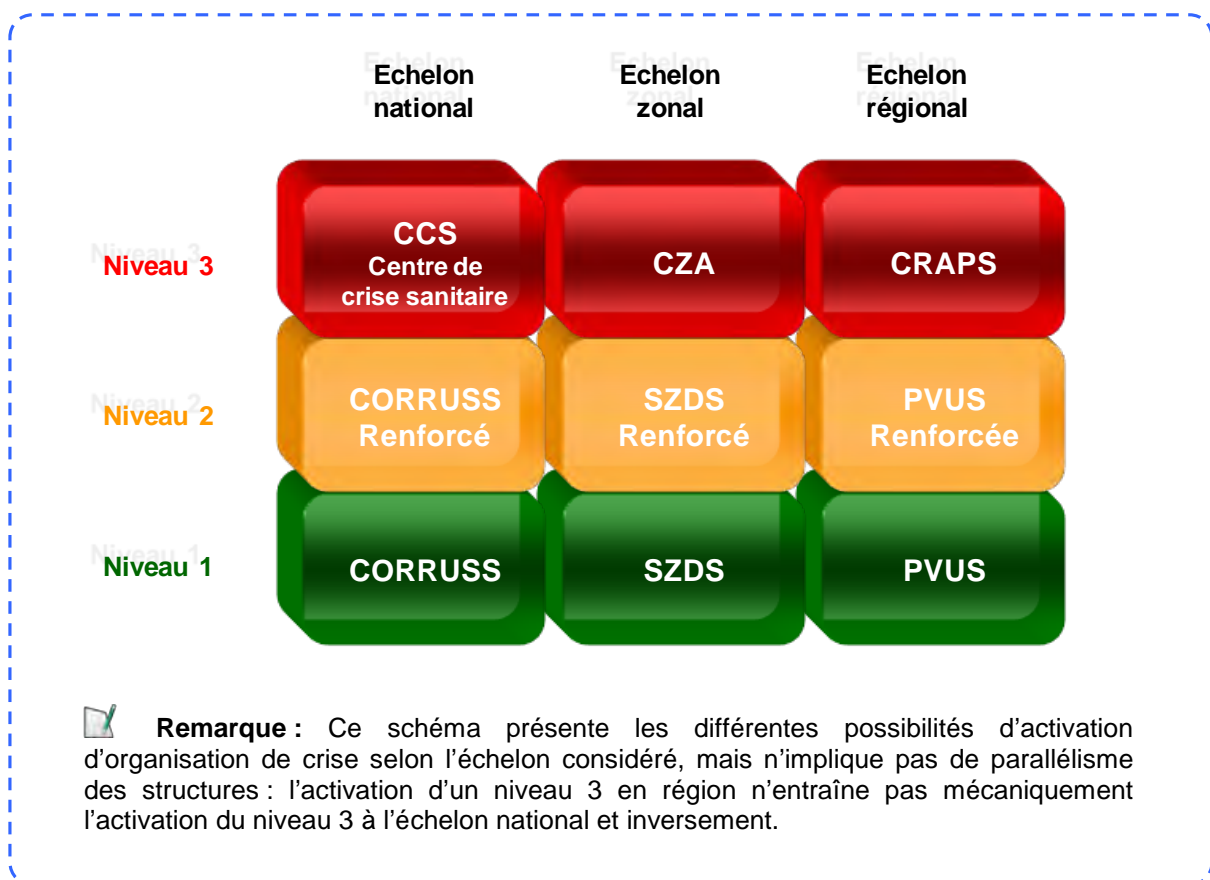 Echelon national
Echelon zonal
Echelon régional
Niveau 3
CCS
Centre de
crise sanitaire
CZA
CRAPS
Niveau 2
CORRUSS
Renforcé
SZDS
Renforcé
PVUS
Renforcée
Niveau 1
CORRUSS
SZDS
PVUS
Remarque : Ce schéma présente les différentes possibilités d’activation
d’organisation de crise selon l’échelon considéré, mais n’implique pas de parallélisme
des structures : l’activation d’un niveau 3 en région n’entraîne pas mécaniquement
l’activation du niveau 3 à l’échelon national et inversement.